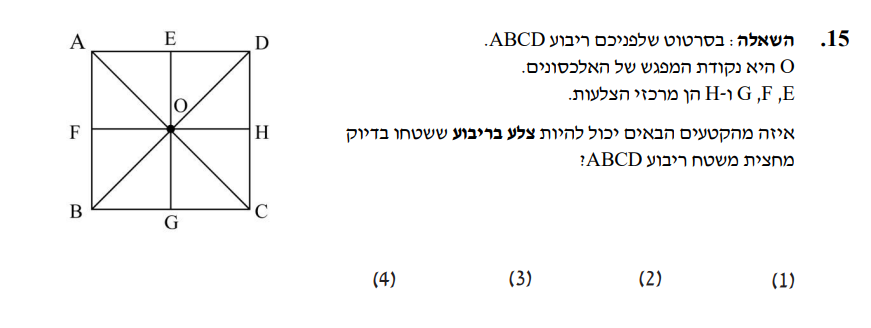 15. השאלה: בסרטוט שלפניכם ריבוע ABCD.
O היא נקודת המפגש של האלכסונים.
E, F, G ו-H הן מרכזי הצלעות.
איזה מהקטעים הבאים יכול להיות צלע בריבוע ששטחו בדיוק
מחצית משטח ריבוע ABCD?
A E D
O
F H
B G C
(1) (2) (3) (4)